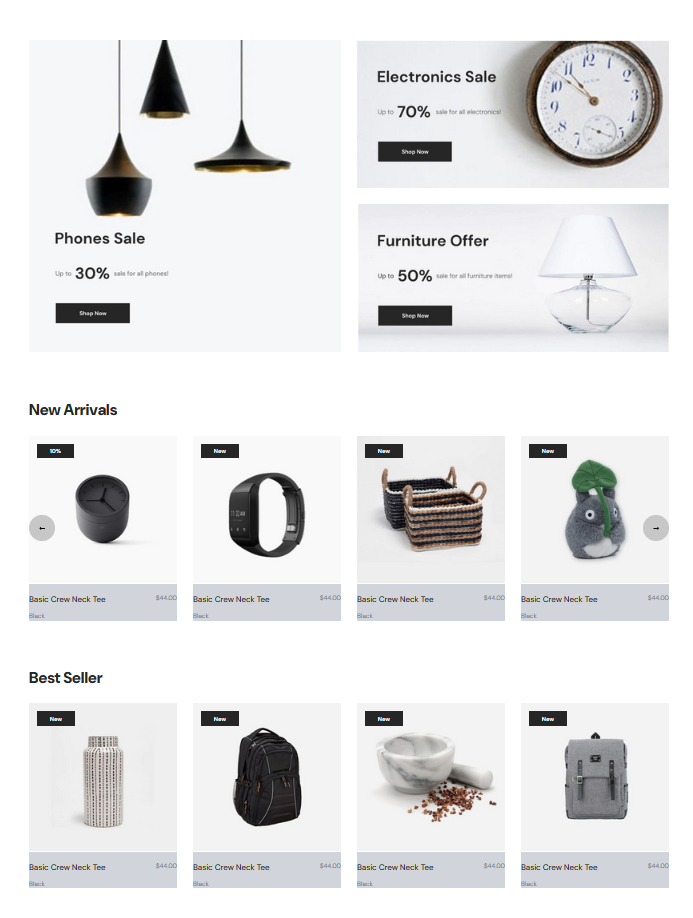 Phones Sale
Up to 30% sale for all phones!
Shop Now
Electronics Sale
Up to 70% sale for all electronics!
Shop Now
Furniture Offer
Up to 50% sale for all furniture items!
Shop Now
New Arrivals
10%
New
New
New
←
→
Basic Crew Neck Tee $44.00
Black
Basic Crew Neck Tee $44.00
Black
Basic Crew Neck Tee $44.00
Black
Basic Crew Neck Tee $44.00
Black
Best Seller
New
New
New
New
Basic Crew Neck Tee $44.00
Black
Basic Crew Neck Tee $44.00
Black
Basic Crew Neck Tee $44.00
Black
Basic Crew Neck Tee $44.00
Black